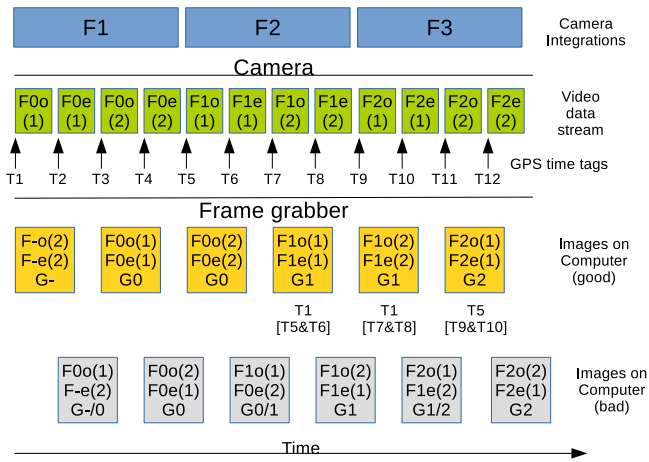 F1 F2 F3 Camera Integrations
Camera
F0o F0e F0o F0e F1o F1e F1o F1e F2o F2e F2o F2e Video
(1) (1) (2) (2) (1) (1) (2) (2) (1) (1) (2) (2) data
stream
GPS time tags
T1 T2 T3 T4 T5 T6 T7 T8 T9 T10 T11 T12
Frame grabber
F-o(2) F0o(1) F0o(2) F1o(1) F1o(2) F2o(1) Images on
F-e(2) F0e(1) F0e(2) F1e(1) F1e(2) F2e(1) Computer
G- G0 G0 G1 G1 G2 (good)
T1 T1 T5
[T5&T6] [T7&T8] [T9&T10]
F0o(1) F0o(2) F1o(1) F1o(2) F2o(1) F2o(2) Images on
F-e(2) F0e(1) F0e(2) F1e(1) F1e(2) F2e(1) Computer
G-/0 G0 G0/1 G1 G1/2 G2 (bad)
Time